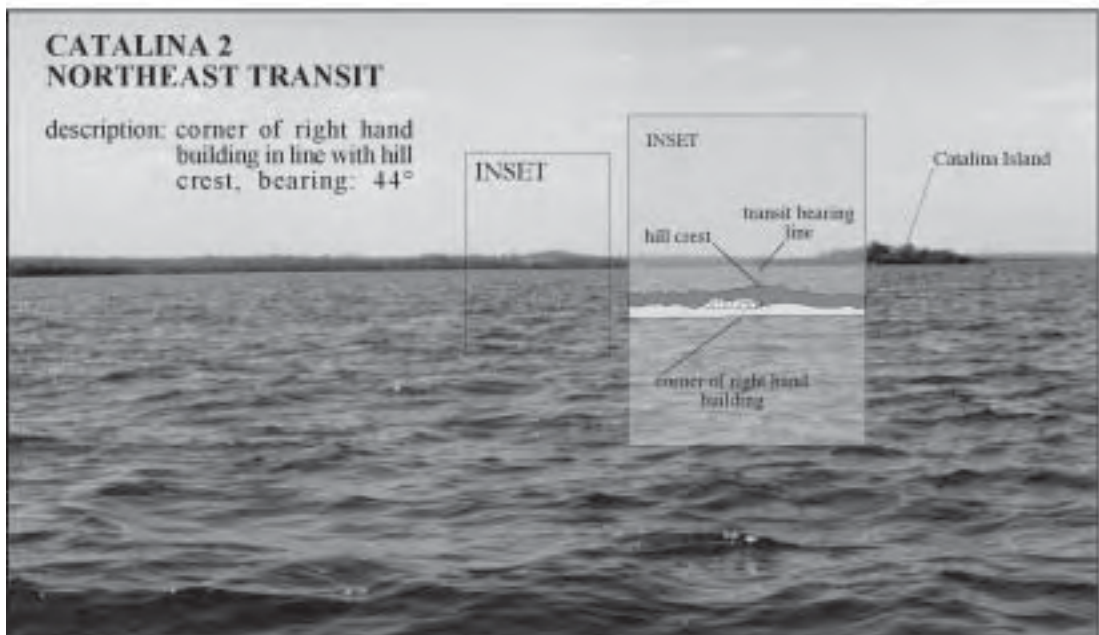 CATALINA 2
NORTHEAST TRANSIT
description: corner of right hand
building in line with hill
crest, bearing: 44°
INSET
INSET
Catalina Island
transit bearing
line
hill crest
corner of right hand
building